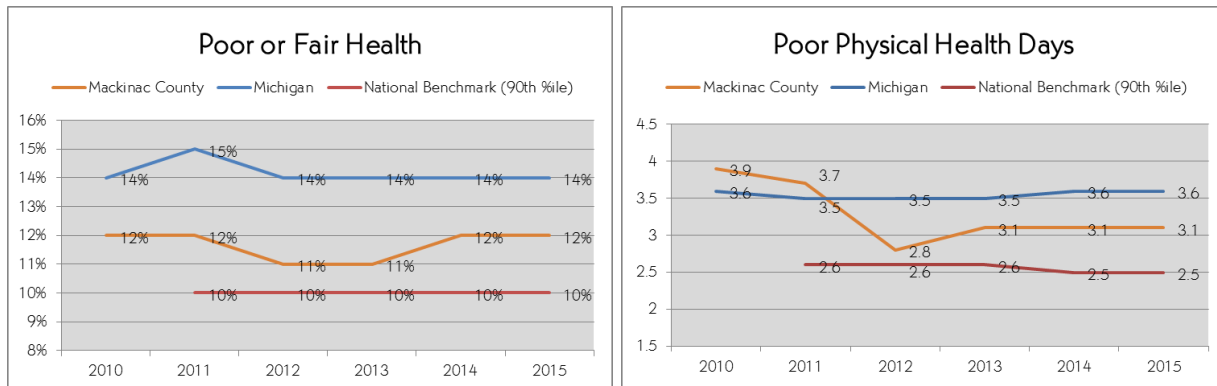 Poor or Fair Health
Mackinac County Michigan National Benchmark (90th %ile)
16%
15%
14%
13%
12%
11%
10%
9%
8%
14% 15% 14% 14% 14% 14%
12% 12% 11% 11% 12% 12%
10% 10% 10% 10% 10%
2010 2011 2012 2013 2014 2015
Poor Physical Health Days
Mackinac County Michigan National Benchmark (90th %ile)
4.5
4
3.5
3
2.5
2
1.5
3.9 3.7 2.8 3.1 3.1 3.1
3.6 3.5 3.5 3.5 3.6 3.6
2.6 2.6 2.6 2.5 2.5
2010 2011 2012 2013 2014 2015